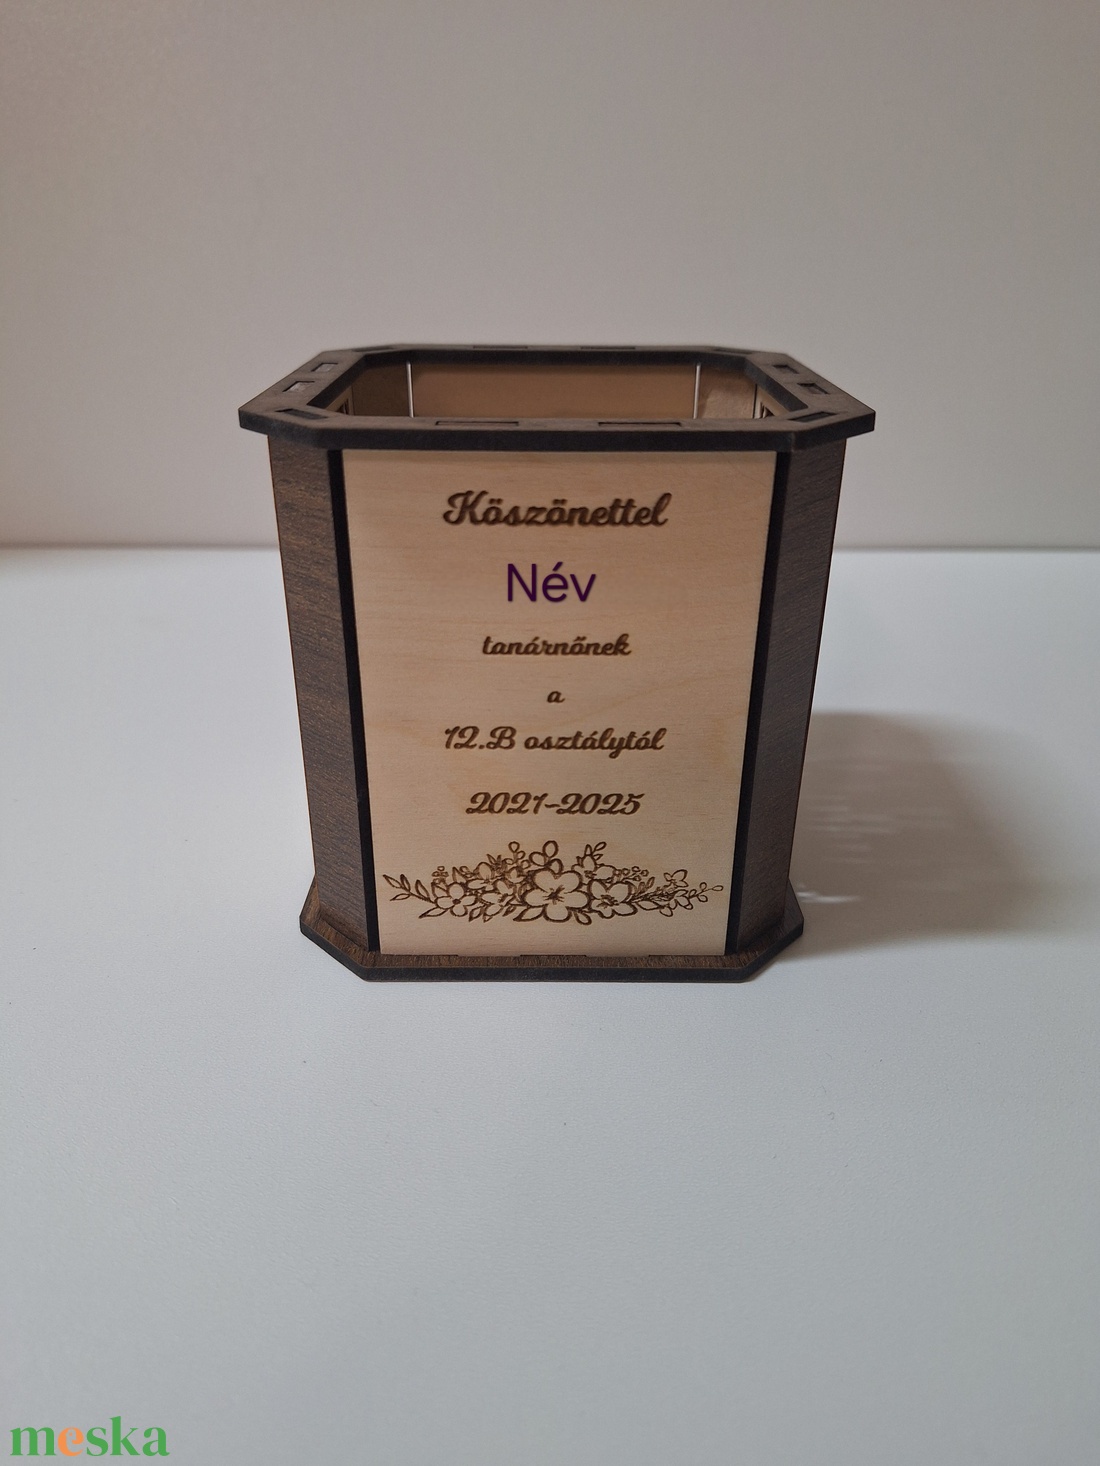 Köszönettel
Név
tanárnőnek
a
12.B osztálytól
2021-2025
meska